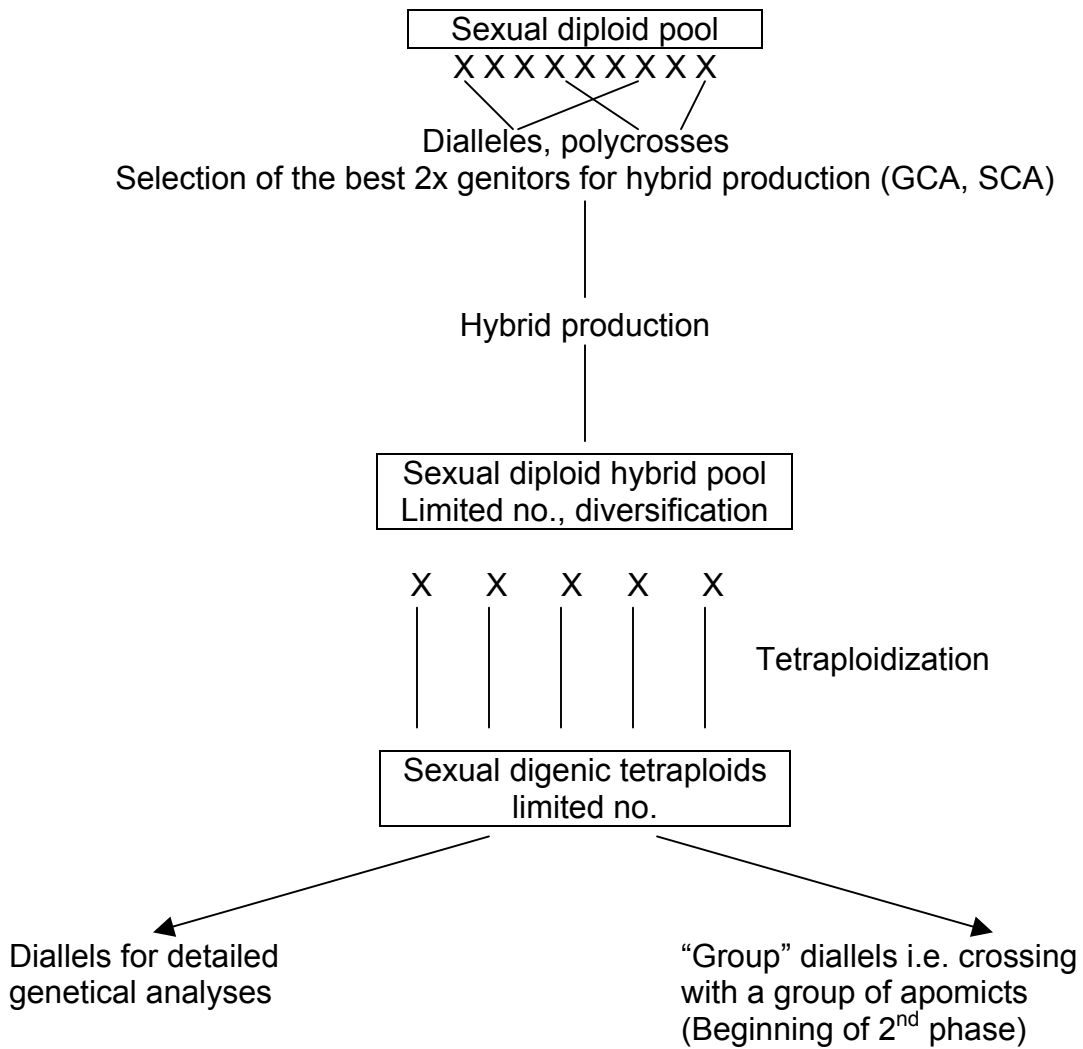 Sexual diploid pool
X X X X X X X X X
Dialleles, polycrosses
Selection of the best 2x genitors for hybrid production (GCA, SCA)
Hybrid production
Sexual diploid hybrid pool
Limited no., diversification
X X X X X
Tetraploidization
Sexual digenic tetraploids
limited no.
Diallels for detailed
genetical analyses
“Group” diallels i.e. crossing
with a group of apomicts
(Beginning of 2nd phase)